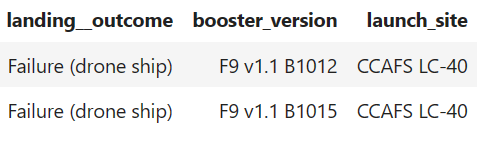 landing__outcome booster_version launch_site
Failure (drone ship) F9 v1.1 B1012 CCAFS LC-40
Failure (drone ship) F9 v1.1 B1015 CCAFS LC-40